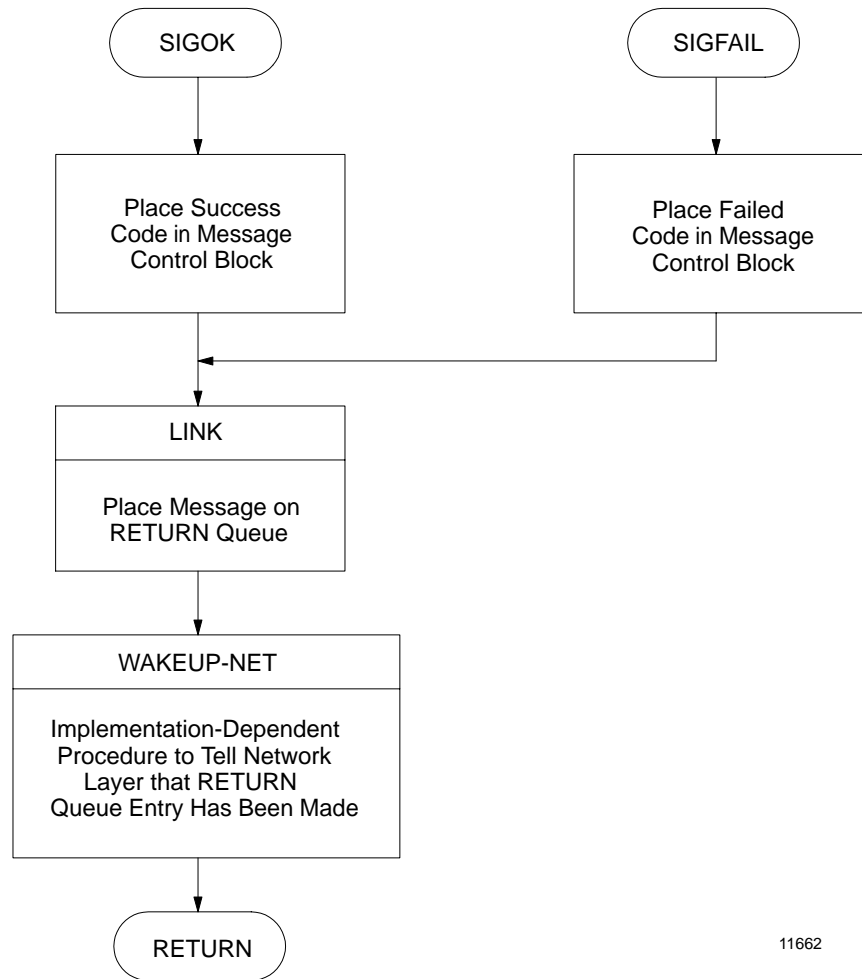 SIGOK
SIGFAIL
Place Success
Code in Message
Control Block
Place Failed
Code in Message
Control Block
LINK
Place Message on
RETURN Queue
WAKEUP-NET
Implementation-Dependent
Procedure to Tell Network
Layer that RETURN
Queue Entry Has Been Made
RETURN
11662